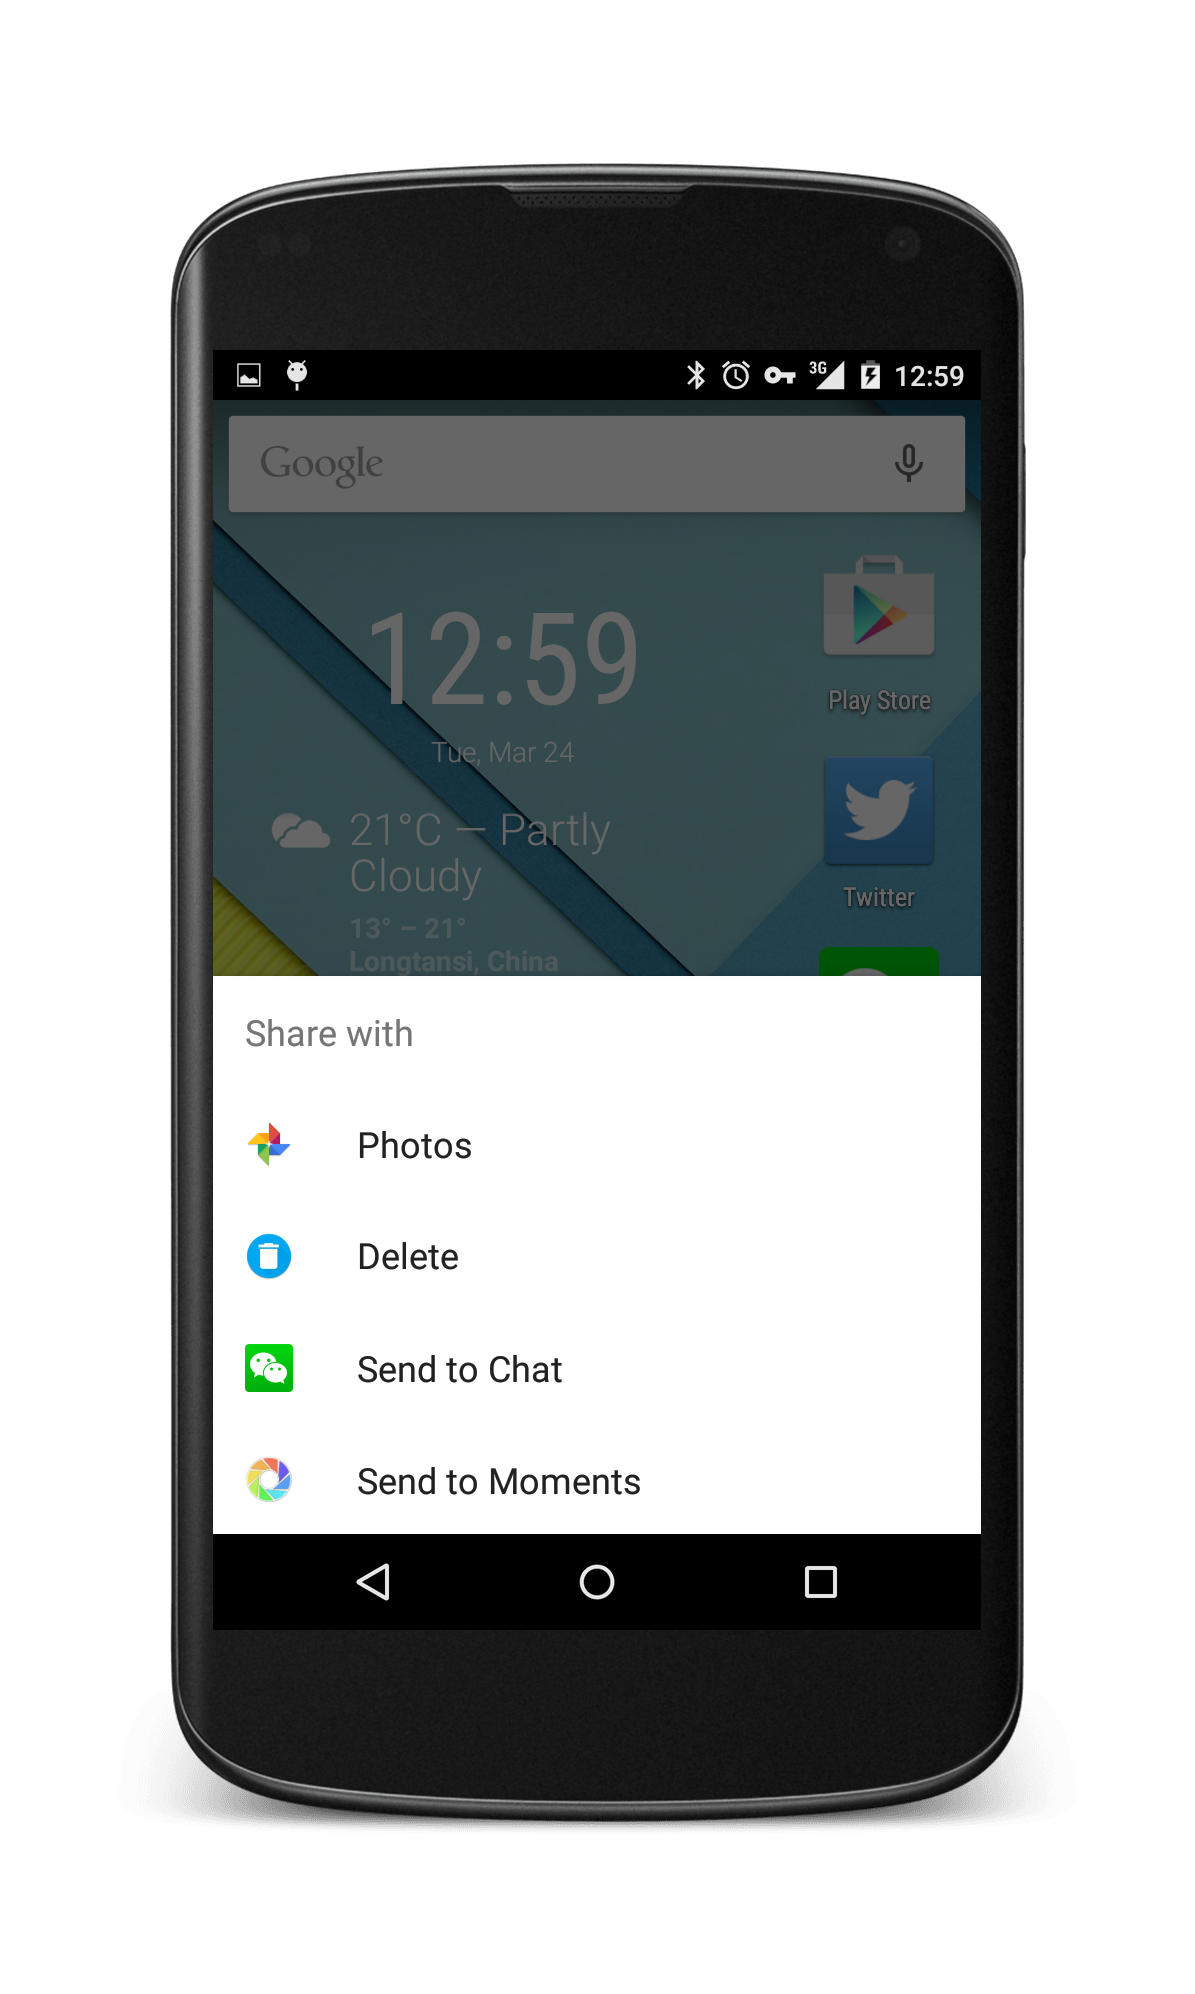 3G 12:59
Google
12:59
Tue, Mar 24
Play Store
21°C — Partly
Cloudy
Twitter
13° – 21°
Longtansi, China
Share with
Photos
Delete
Send to Chat
Send to Moments